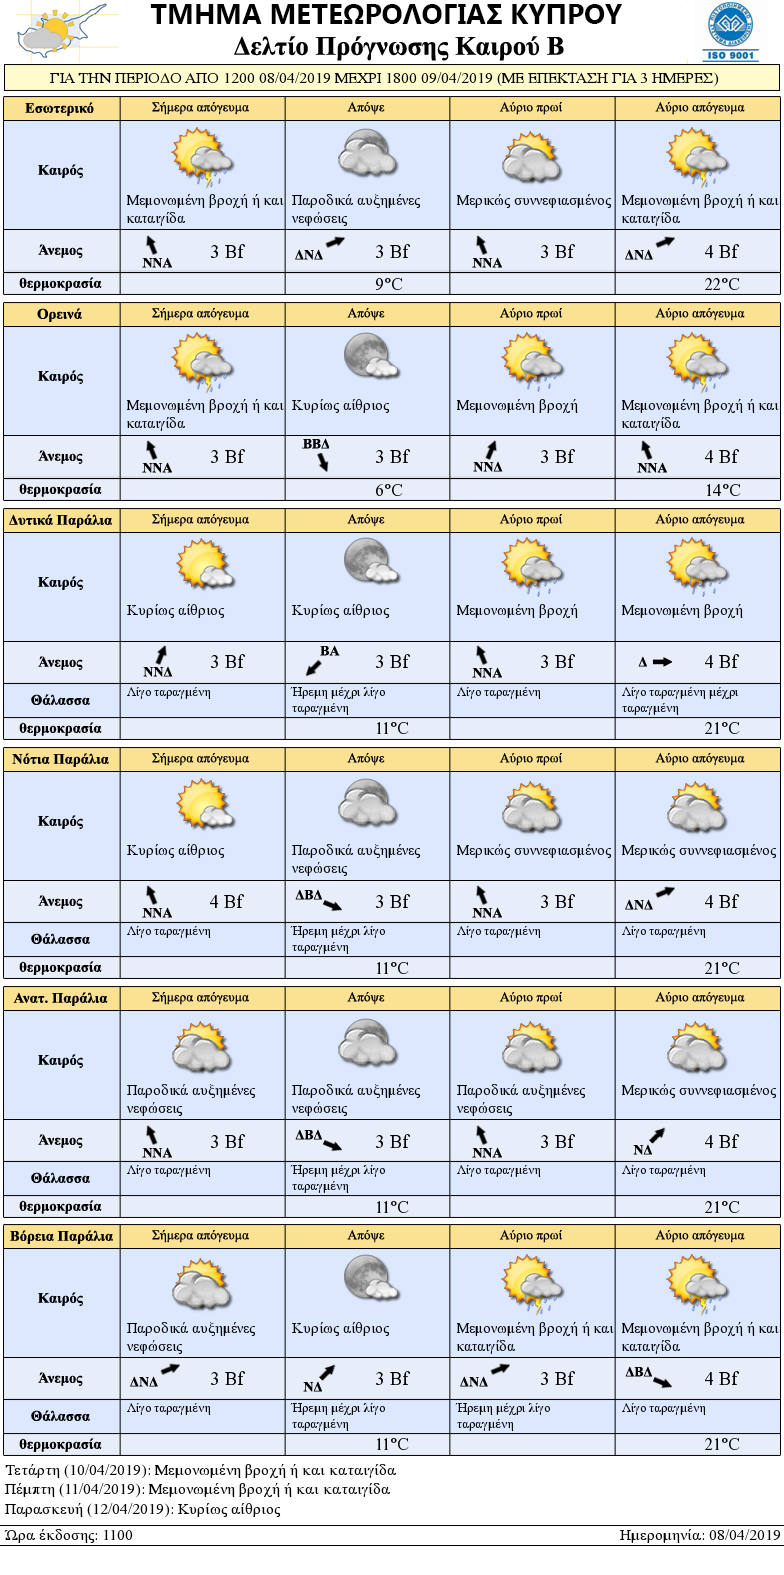 ΤΜΗΜΑ ΜΕΤΕΩΡΟΛΟΓΙΑΣ ΚΥΠΡΟΥ
Δελτίο Πρόγνωσης Καιρού Β
ISO 9001
ΓΙΑ ΤΗΝ ΠΕΡΙΟΔΟ ΑΠΟ 1200 08/04/2019 ΜΕΧΡΙ 1800 09/04/2019 (ΜΕ ΕΠΕΚΤΑΣΗ ΓΙΑ 3 ΗΜΕΡΕΣ)
Εσωτερικό Σήμερα απόγευμα Απόψε Αύριο πρωί Αύριο απόγευμα
Καιρός
Μεμονωμένη βροχή ή και Παροδικά αυξημένες Μερικώς συννεφιασμένος Μεμονωμένη βροχή ή και
καταιγίδα νεφώσεις καταιγίδα
Άνεμος ΝΝΑ 3 Bf ΔΝΔ 3 Bf ΝΝΑ 3 Bf ΔΝΔ 4 Bf
θερμοκρασία 9°C 22°C
Ορεινά Σήμερα απόγευμα Απόψε Αύριο πρωί Αύριο απόγευμα
Καιρός
Μεμονωμένη βροχή ή και Κυρίως αίθριος Μεμονωμένη βροχή Μεμονωμένη βροχή ή και
καταιγίδα καταιγίδα
Άνεμος ΝΝΑ 3 Bf ΒΒΔ 3 Bf ΝΝΔ 3 Bf ΝΝΑ 4 Bf
θερμοκρασία 6°C 14°C
Δυτικά Παράλια Σήμερα απόγευμα Απόψε Αύριο πρωί Αύριο απόγευμα
Καιρός
Κυρίως αίθριος Κυρίως αίθριος Μεμονωμένη βροχή Μεμονωμένη βροχή
Άνεμος ΝΝΔ 3 Bf ΒΑ 3 Bf ΝΝΑ 3 Bf Δ 4 Bf
Θάλασσα Λίγο ταραγμένη Ήρεμη μέχρι λίγο Λίγο ταραγμένη Λίγο ταραγμένη μέχρι
ταραγμένη ταραγμένη
θερμοκρασία 11°C 21°C
Νότια Παράλια Σήμερα απόγευμα Απόψε Αύριο πρωί Αύριο απόγευμα
Καιρός
Κυρίως αίθριος Παροδικά αυξημένες Μερικώς συννεφιασμένος Μερικώς συννεφιασμένος
νεφώσεις
Άνεμος ΝΝΑ 4 Bf ΔΒΔ 3 Bf ΝΝΑ 3 Bf ΔΝΔ 4 Bf
Θάλασσα Λίγο ταραγμένη Ήρεμη μέχρι λίγο Λίγο ταραγμένη Λίγο ταραγμένη
ταραγμένη
θερμοκρασία 11°C 21°C
Ανατ. Παράλια Σήμερα απόγευμα Απόψε Αύριο πρωί Αύριο απόγευμα
Καιρός
Παροδικά αυξημένες Παροδικά αυξημένες Παροδικά αυξημένες Μερικώς συννεφιασμένος
νεφώσεις νεφώσεις νεφώσεις
Άνεμος ΝΝΑ 3 Bf ΔΒΔ 3 Bf ΝΝΑ 3 Bf ΝΔ 4 Bf
Θάλασσα Λίγο ταραγμένη Ήρεμη μέχρι λίγο Λίγο ταραγμένη Λίγο ταραγμένη
ταραγμένη
θερμοκρασία 11°C 21°C
Βόρεια Παράλια Σήμερα απόγευμα Απόψε Αύριο πρωί Αύριο απόγευμα
Καιρός
Παροδικά αυξημένες Κυρίως αίθριος Μεμονωμένη βροχή ή και Μεμονωμένη βροχή ή και
νεφώσεις καταιγίδα καταιγίδα
Άνεμος ΔΝΔ 3 Bf ΝΔ 3 Bf ΔΝΔ 3 Bf ΔΒΔ 4 Bf
Θάλασσα Λίγο ταραγμένη Ήρεμη μέχρι λίγο Ήρεμη μέχρι λίγο Λίγο ταραγμένη
ταραγμένη ταραγμένη
θερμοκρασία 11°C 21°C
Τετάρτη (10/04/2019): Μεμονωμένη βροχή ή και καταιγίδα
Πέμπτη (11/04/2019): Μεμονωμένη βροχή ή και καταιγίδα
Παρασκευή (12/04/2019): Κυρίως αίθριος
Ώρα έκδοσης: 1100 Ημερομηνία: 08/04/2019